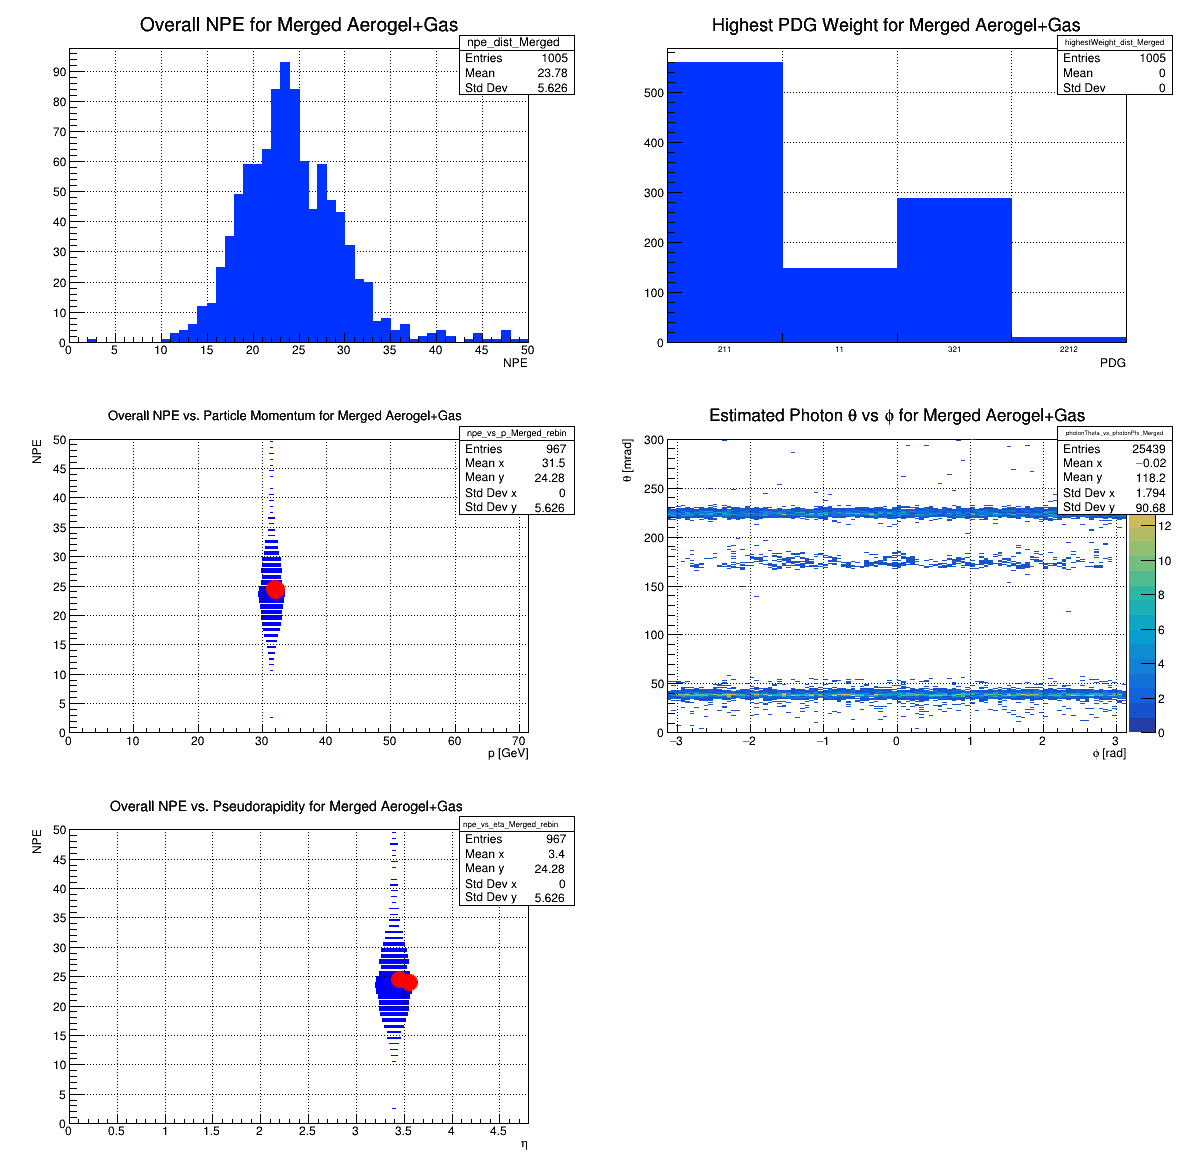 Overall NPE for Merged Aerogel+Gas
npe_dist_Merged
Entries 1005
Mean 23.78
Std Dev 5.626
90
80
70
60
50
40
30
20
10
0
0 5 10 15 20 25 30 35 40 45 50
NPE
Highest PDG Weight for Merged Aerogel+Gas
highestWeight_dist_Merged
Entries 1005
Mean 0
Std Dev 0
500
400
300
200
100
0
211 11 321 2212
PDG
Overall NPE vs. Particle Momentum for Merged Aerogel+Gas
npe_vs_p_Merged_rebin
Entries 967
Mean x 31.5
Mean y 24.28
Std Dev x 0
Std Dev y 5.626
NPE
50
45
40
35
30
25
20
15
10
5
0
0 10 20 30 40 50 60 70
p [GeV]
Estimated Photon θ vs ϕ for Merged Aerogel+Gas
photonTheta_vs_photonPhi_Merged
Entries 25439
Mean x −0.02
Mean y 118.2
Std Dev x 1.794
Std Dev y 90.68
θ [mrad]
300
250
200
150
100
50
0
−3 −2 −1 0 1 2 3
ϕ [rad]
12
10
8
6
4
2
0
Overall NPE vs. Pseudorapidity for Merged Aerogel+Gas
npe_vs_eta_Merged_rebin
Entries 967
Mean x 3.4
Mean y 24.28
Std Dev x 0
Std Dev y 5.626
NPE
50
45
40
35
30
25
20
15
10
5
0
0 0.5 1 1.5 2 2.5 3 3.5 4 4.5
η